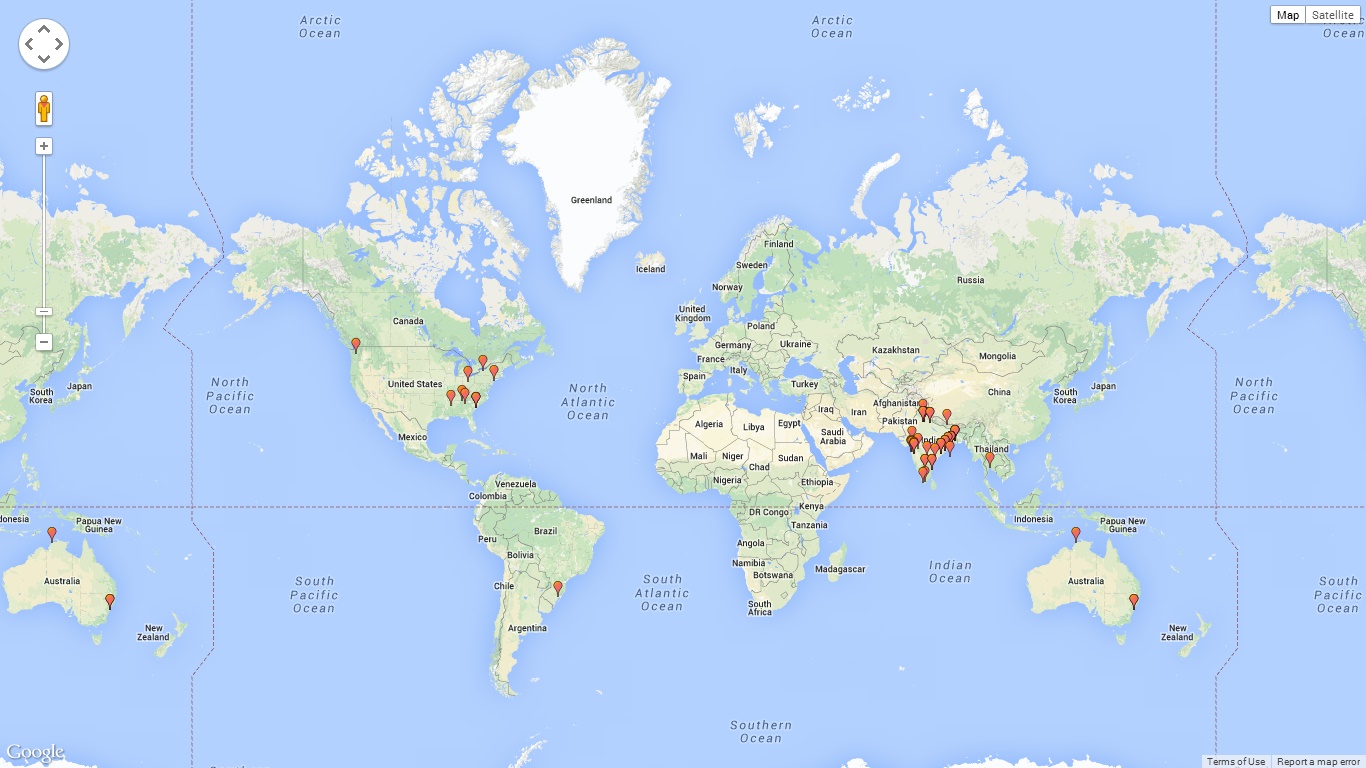 Arctic
Ocean
Arctic
Ocean
Map
Satellite
Arctic
Ocean
Greenland
Iceland
Finland
Sweden
Norway
Russia
United
Kingdom
Canada
Poland
Germany
Ukraine
France
Kazakhstan
Mongolia
Italy
Spain
Turkey
United States
China
South
Korea
Japan
South
Korea
Japan
North
Pacific
Ocean
North
Atlantic
Ocean
North
Pacific
Ocean
Afghanistan
Iraq
Iran
Pakistan
Algeria
Libya
Egypt
Saudi
Arabia
Mexico
India
Mali
Niger
Sudan
Chad
Thailand
Venezuela
Nigeria
Ethiopia
Colombia
Kenya
DR Congo
Tanzania
Indonesia
Papua New
Guinea
donesia
Papua New
Guinea
Brazil
Peru
Bolivia
Angola
Namibia
Botswana
Madagascar
Indian
Ocean
Australia
Australia
Chile
South
Pacific
Ocean
South
Atlantic
Ocean
South
Pacific
Ocean
South
Africa
Argentina
New
Zealand
New
Zealand
Southern
Ocean
Google
Terms of Use
Report a map error